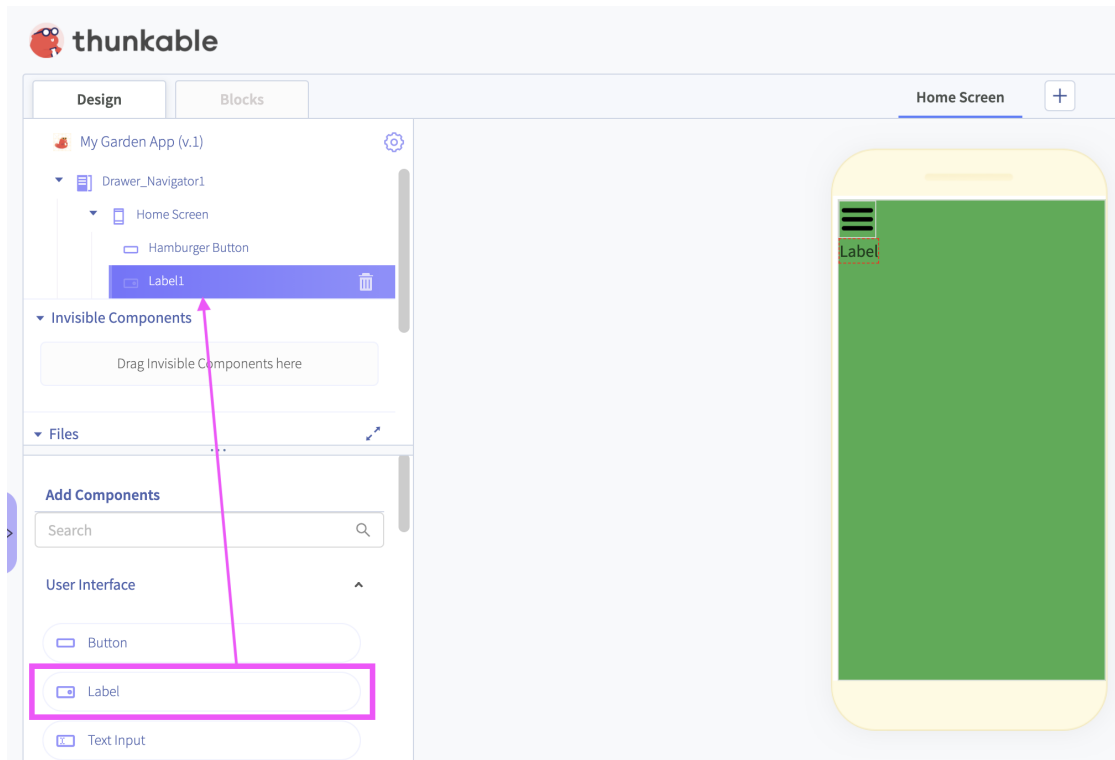 thunkable
Design
Blocks
Home Screen
+
My Garden App (v.1)
Drawer_Navigator1
Home Screen
Hamburger Button
Label1
Label
Invisible Components
Drag Invisible Components here
Files
Add Components
Search
User Interface
Button
Label
Text Input